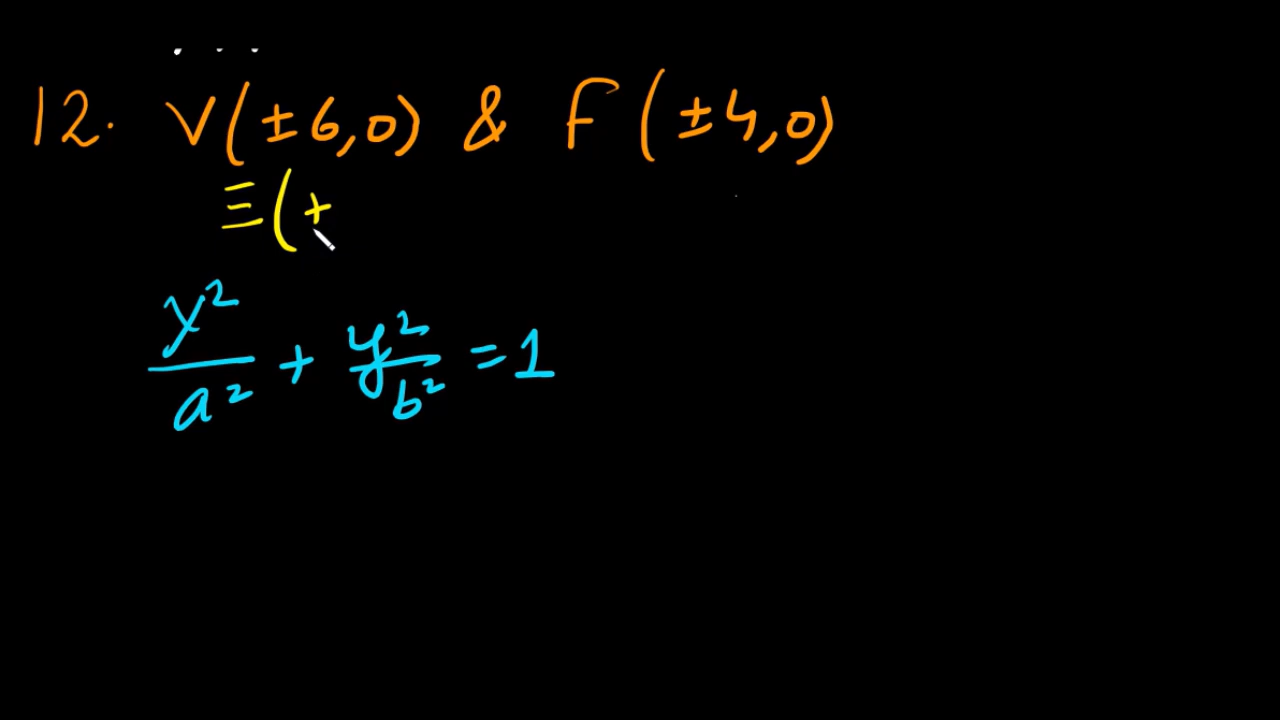 12. V(±6,0) & F(±4,0)
≡(+
x²/a² + y²/b² = 1